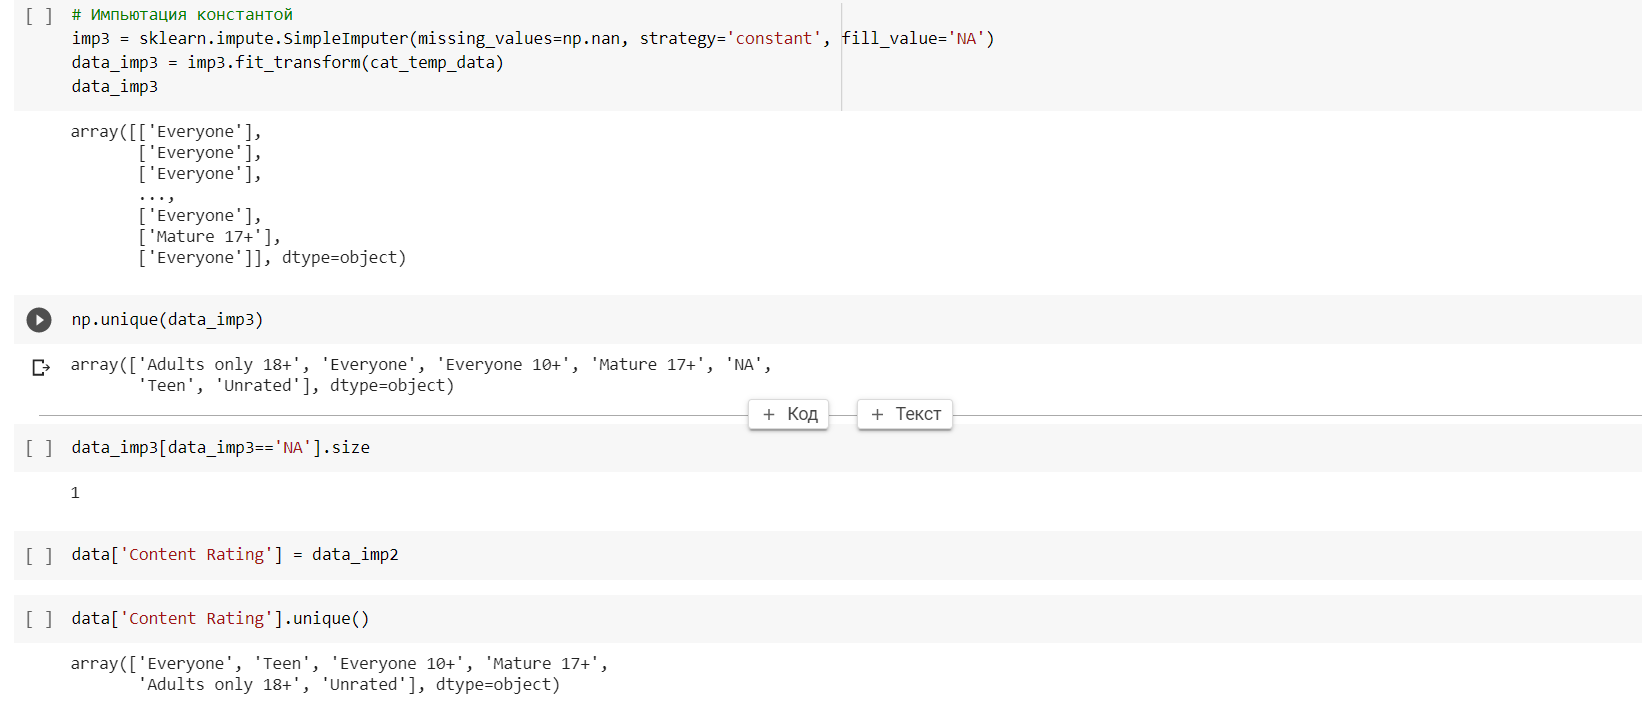 [ ] # Импьютация константой
imp3 = sklearn.impute.SimpleImputer(missing_values=np.nan, strategy='constant', fill_value='NA')
data_imp3 = imp3.fit_transform(cat_temp_data)
data_imp3
array([['Everyone'],
['Everyone'],
['Everyone'],
...,
['Everyone'],
['Mature 17+'],
['Everyone']], dtype=object)
np.unique(data_imp3)
array(['Adults only 18+', 'Everyone', 'Everyone 10+', 'Mature 17+', 'NA',
'Teen', 'Unrated'], dtype=object)
+ Код + Текст
[ ] data_imp3[data_imp3=='NA'].size
1
[ ] data['Content Rating'] = data_imp2
[ ] data['Content Rating'].unique()
array(['Everyone', 'Teen', 'Everyone 10+', 'Mature 17+',
'Adults only 18+', 'Unrated'], dtype=object)